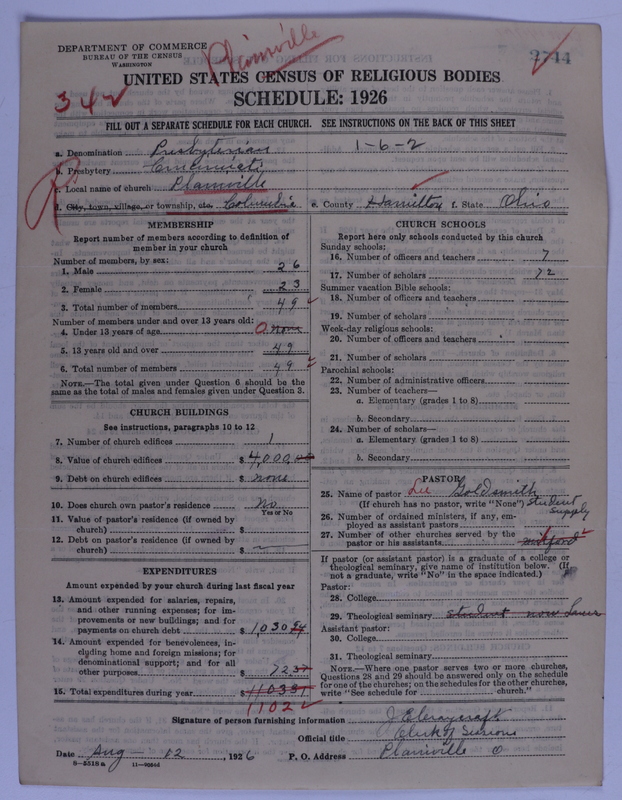 Plainville
DEPARTMENT OF COMMERCE
BUREAU OF THE CENSUS
WASHINGTON
2744
UNITED STATES CENSUS OF RELIGIOUS BODIES
342
SCHEDULE: 1926
FILL OUT A SEPARATE SCHEDULE FOR EACH CHURCH. SEE INSTRUCTIONS ON THE BACK OF THIS SHEET
a. Denomination Presbyterian 1-6-2
b. Presbytery Cincinnati
c. Local name of church Plainville
d. City, town, village, or township, etc. Columbia e. County Hamilton f. State Ohio
MEMBERSHIP
Report number of members according to definition of
member in your church
Number of members, by sex:
1. Male 26
2. Female 23
3. Total number of members 49
Number of members under and over 13 years old:
4. Under 13 years of age 0 none
5. 13 years old and over 49
6. Total number of members 49
NOTE.—The total given under Question 6 should be the
same as the total of males and females given under Question 3.
CHURCH BUILDINGS
See instructions, paragraphs 10 to 12
7. Number of church edifices 1
8. Value of church edifices $ 4,000.00
9. Debt on church edifices $ none
10. Does church own pastor's residence No
Yes or No
11. Value of pastor's residence (if owned by
church) $
12. Debt on pastor's residence (if owned by
church) $
EXPENDITURES
Amount expended by your church during last fiscal year
13. Amount expended for salaries, repairs,
and other running expenses; for im-
provements or new buildings; and for
payments on church debt $ 1,030
14. Amount expended for benevolences, in-
cluding home and foreign missions; for
denominational support; and for all
other purposes $ 72
15. Total expenditures during year $
1102
CHURCH SCHOOLS
Report here only schools conducted by this church
Sunday schools:
16. Number of officers and teachers 7
17. Number of scholars 72
Summer vacation Bible schools:
18. Number of officers and teachers
19. Number of scholars
Week-day religious schools:
20. Number of officers and teachers
21. Number of scholars
Parochial schools:
22. Number of administrative officers
23. Number of teachers—
a. Elementary (grades 1 to 8)
b. Secondary
24. Number of scholars—
a. Elementary (grades 1 to 8)
b. Secondary
PASTOR
25. Name of pastor Goldsmith
(If church has no pastor, write "None") Student Supply
26. Number of ordained ministers, if any, em-
ployed as assistant pastors
27. Number of other churches served by the
pastor or his assistants Milford
If pastor (or assistant pastor) is a graduate of a college or
theological seminary, give name of institution below. (If
not a graduate, write "No" in the space indicated.)
Pastor:
28. College
29. Theological seminary student now
Assistant pastor:
30. College
31. Theological seminary
NOTE.—Where one pastor serves two or more churches,
Questions 28 and 29 should be answered only on the schedule
for one of the churches; on the schedules for the other churches,
write "See schedule for church."
Signature of person furnishing information
Official title Clerk of Session
Date Aug - 12, 1926 P. O. Address Plainville O
8-5518a